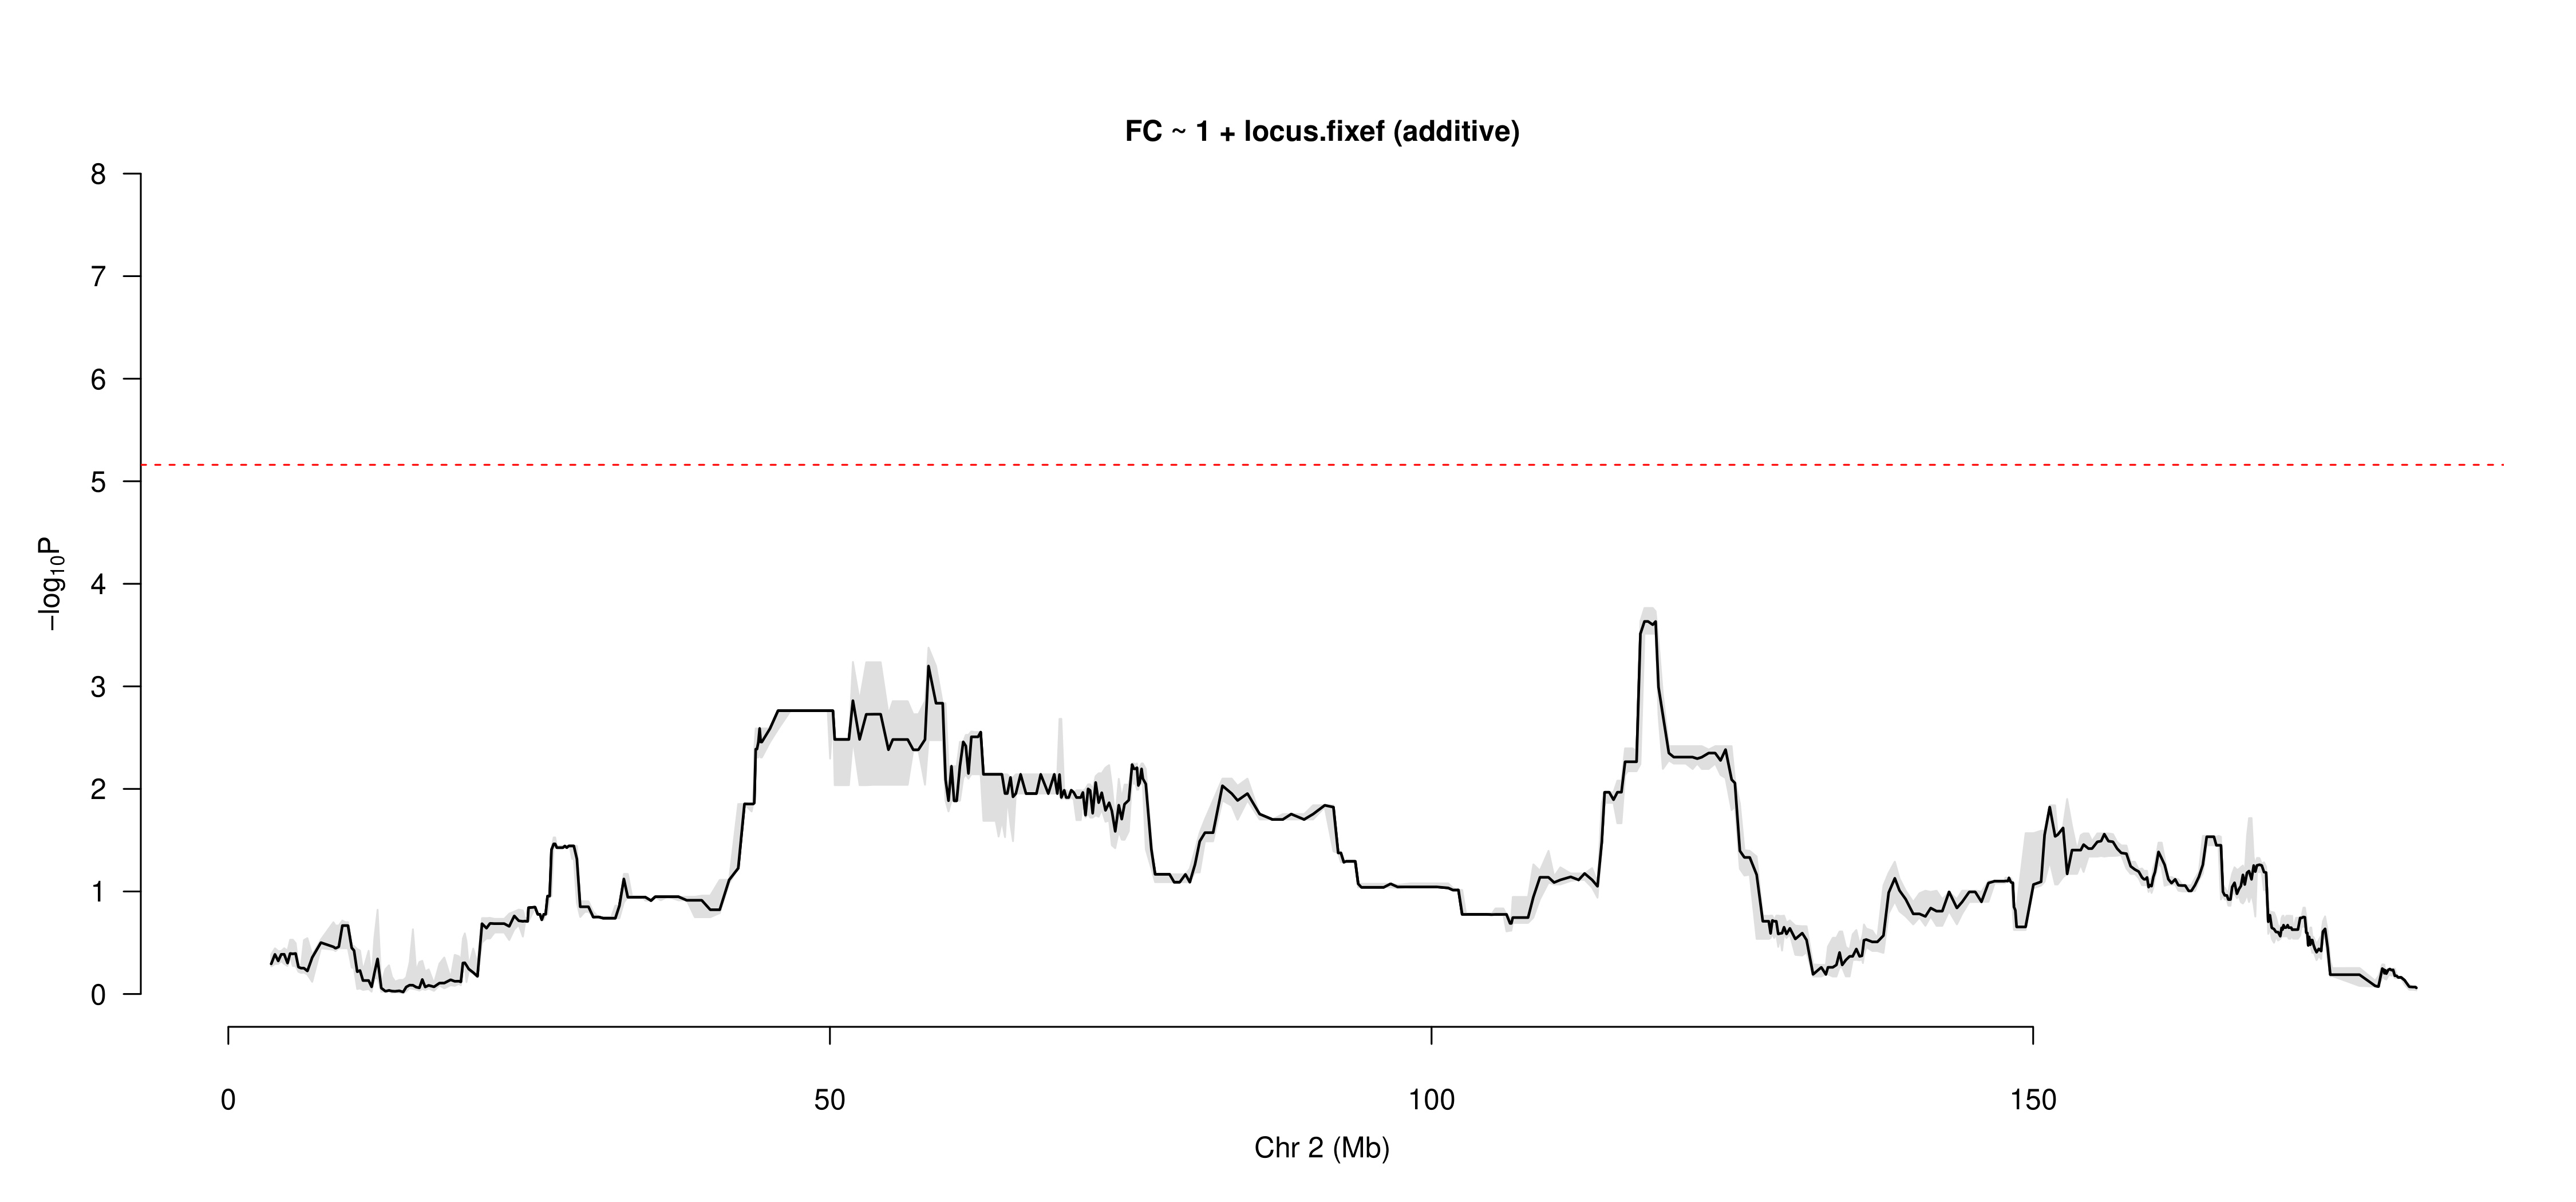 FC ~ 1 + locus.fixef (additive)
8
7
6
5
4
3
2
1
0
−log₁₀P
0 50 100 150
Chr 2 (Mb)